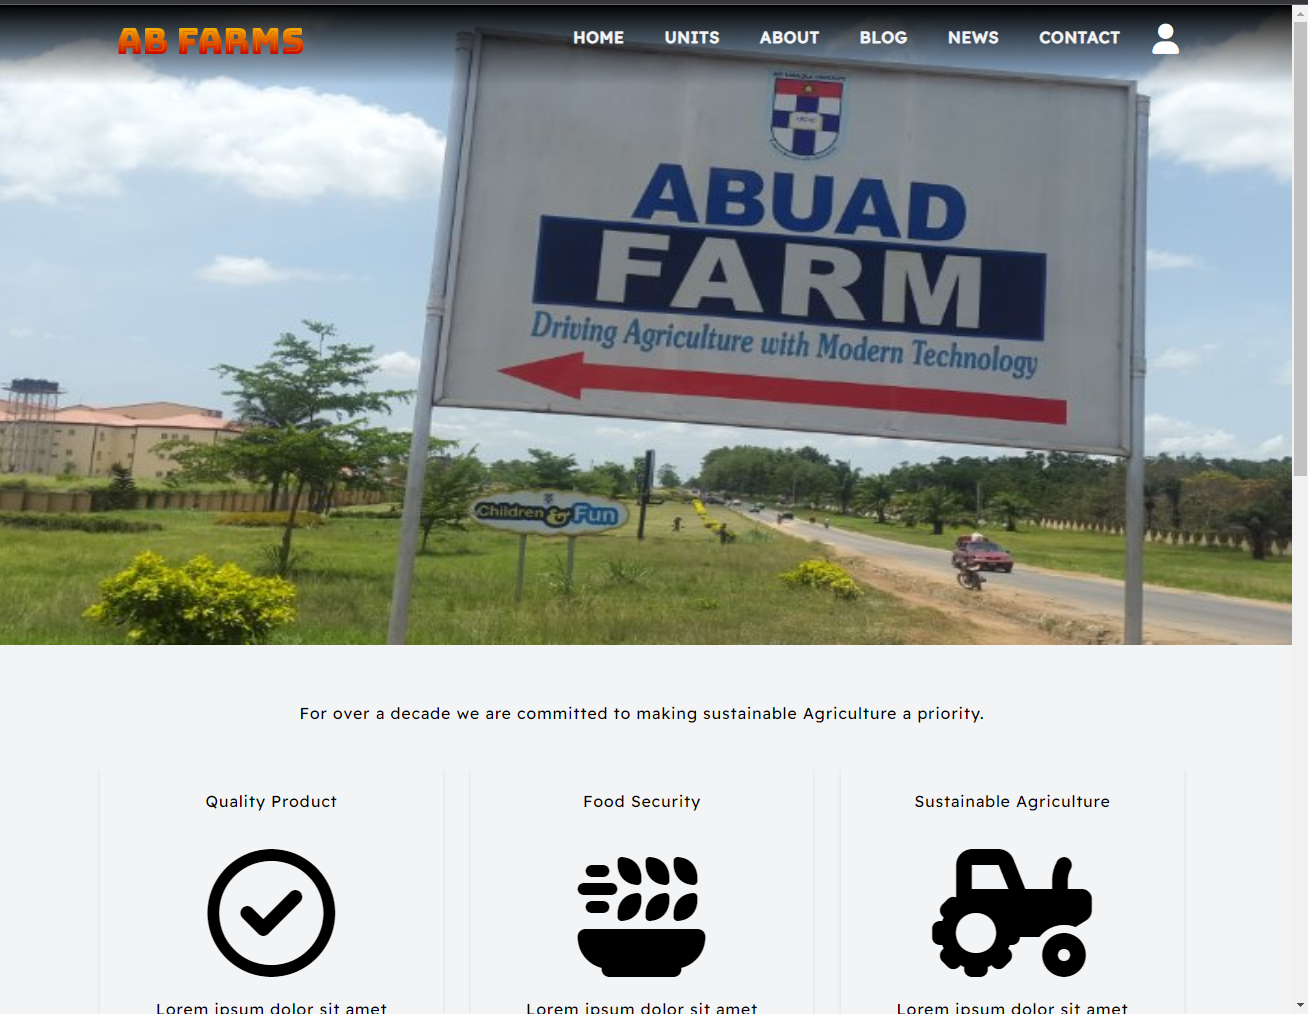 AB FARMS
HOME UNITS ABOUT BLOG NEWS CONTACT
ABUAD
FARM
Driving Agriculture with Modern Technology
Children & Fun
For over a decade we are committed to making sustainable Agriculture a priority.
Quality Product
Food Security
Sustainable Agriculture
Lorem ipsum dolor sit amet
Lorem ipsum dolor sit amet
Lorem ipsum dolor sit amet